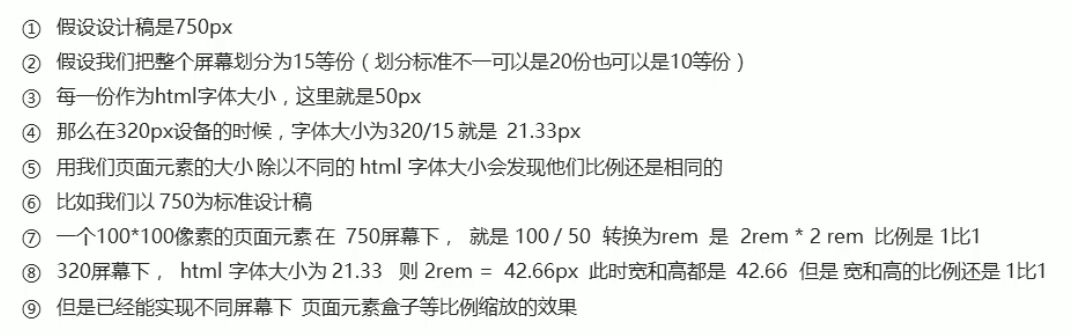 ① 假设设计稿是750px
② 假设我们把整个屏幕划分为15等份（划分标准不一可以是20份也可以是10等份）
③ 每一份作为html字体大小，这里就是50px
④ 那么在320px设备的时候，字体大小为320/15 就是 21.33px
⑤ 用我们页面元素的大小 除以不同的 html 字体大小会发现他们比例还是相同的
⑥ 比如我们以 750为标准设计稿
⑦ 一个100*100像素的页面元素 在 750屏幕下， 就是 100 / 50 转换为rem 是 2rem * 2 rem 比例是 1比1
⑧ 320屏幕下， html 字体大小为 21.33 则 2rem = 42.66px 此时宽和高都是 42.66 但是 宽和高的比例还是 1比1
⑨ 但是已经能实现不同屏幕下 页面元素盒子等比例缩放的效果